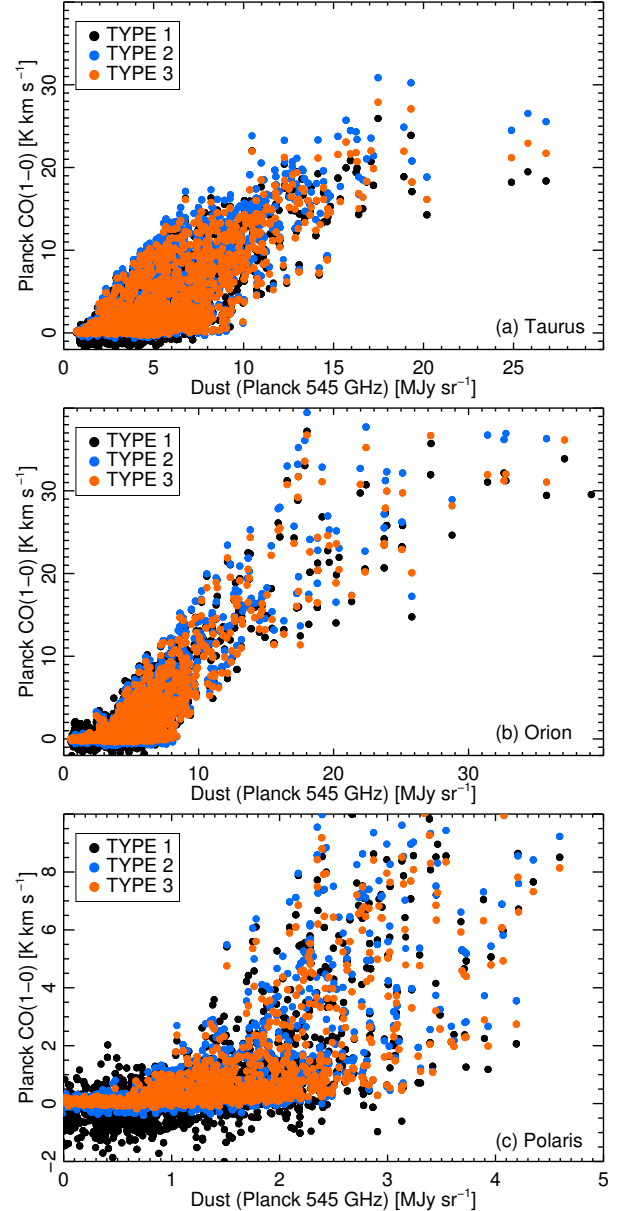 TYPE 1
TYPE 2
TYPE 3
30
20
10
0
Planck CO(1−0) [K km s⁻¹]
(a) Taurus
0 5 10 15 20 25
Dust (Planck 545 GHz) [MJy sr⁻¹]
TYPE 1
TYPE 2
TYPE 3
30
20
10
0
Planck CO(1−0) [K km s⁻¹]
(b) Orion
0 10 20 30
Dust (Planck 545 GHz) [MJy sr⁻¹]
TYPE 1
TYPE 2
TYPE 3
8
6
4
2
0
−2
Planck CO(1−0) [K km s⁻¹]
(c) Polaris
0 1 2 3 4 5
Dust (Planck 545 GHz) [MJy sr⁻¹]